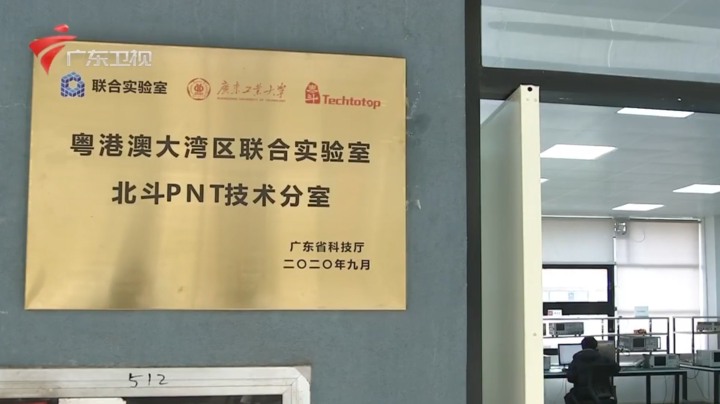 广东卫视
联合实验室 广东工业大学 Techtotop
粤港澳大湾区联合实验室
北斗PNT技术分室
广东省科技厅
二〇二〇年九月
512